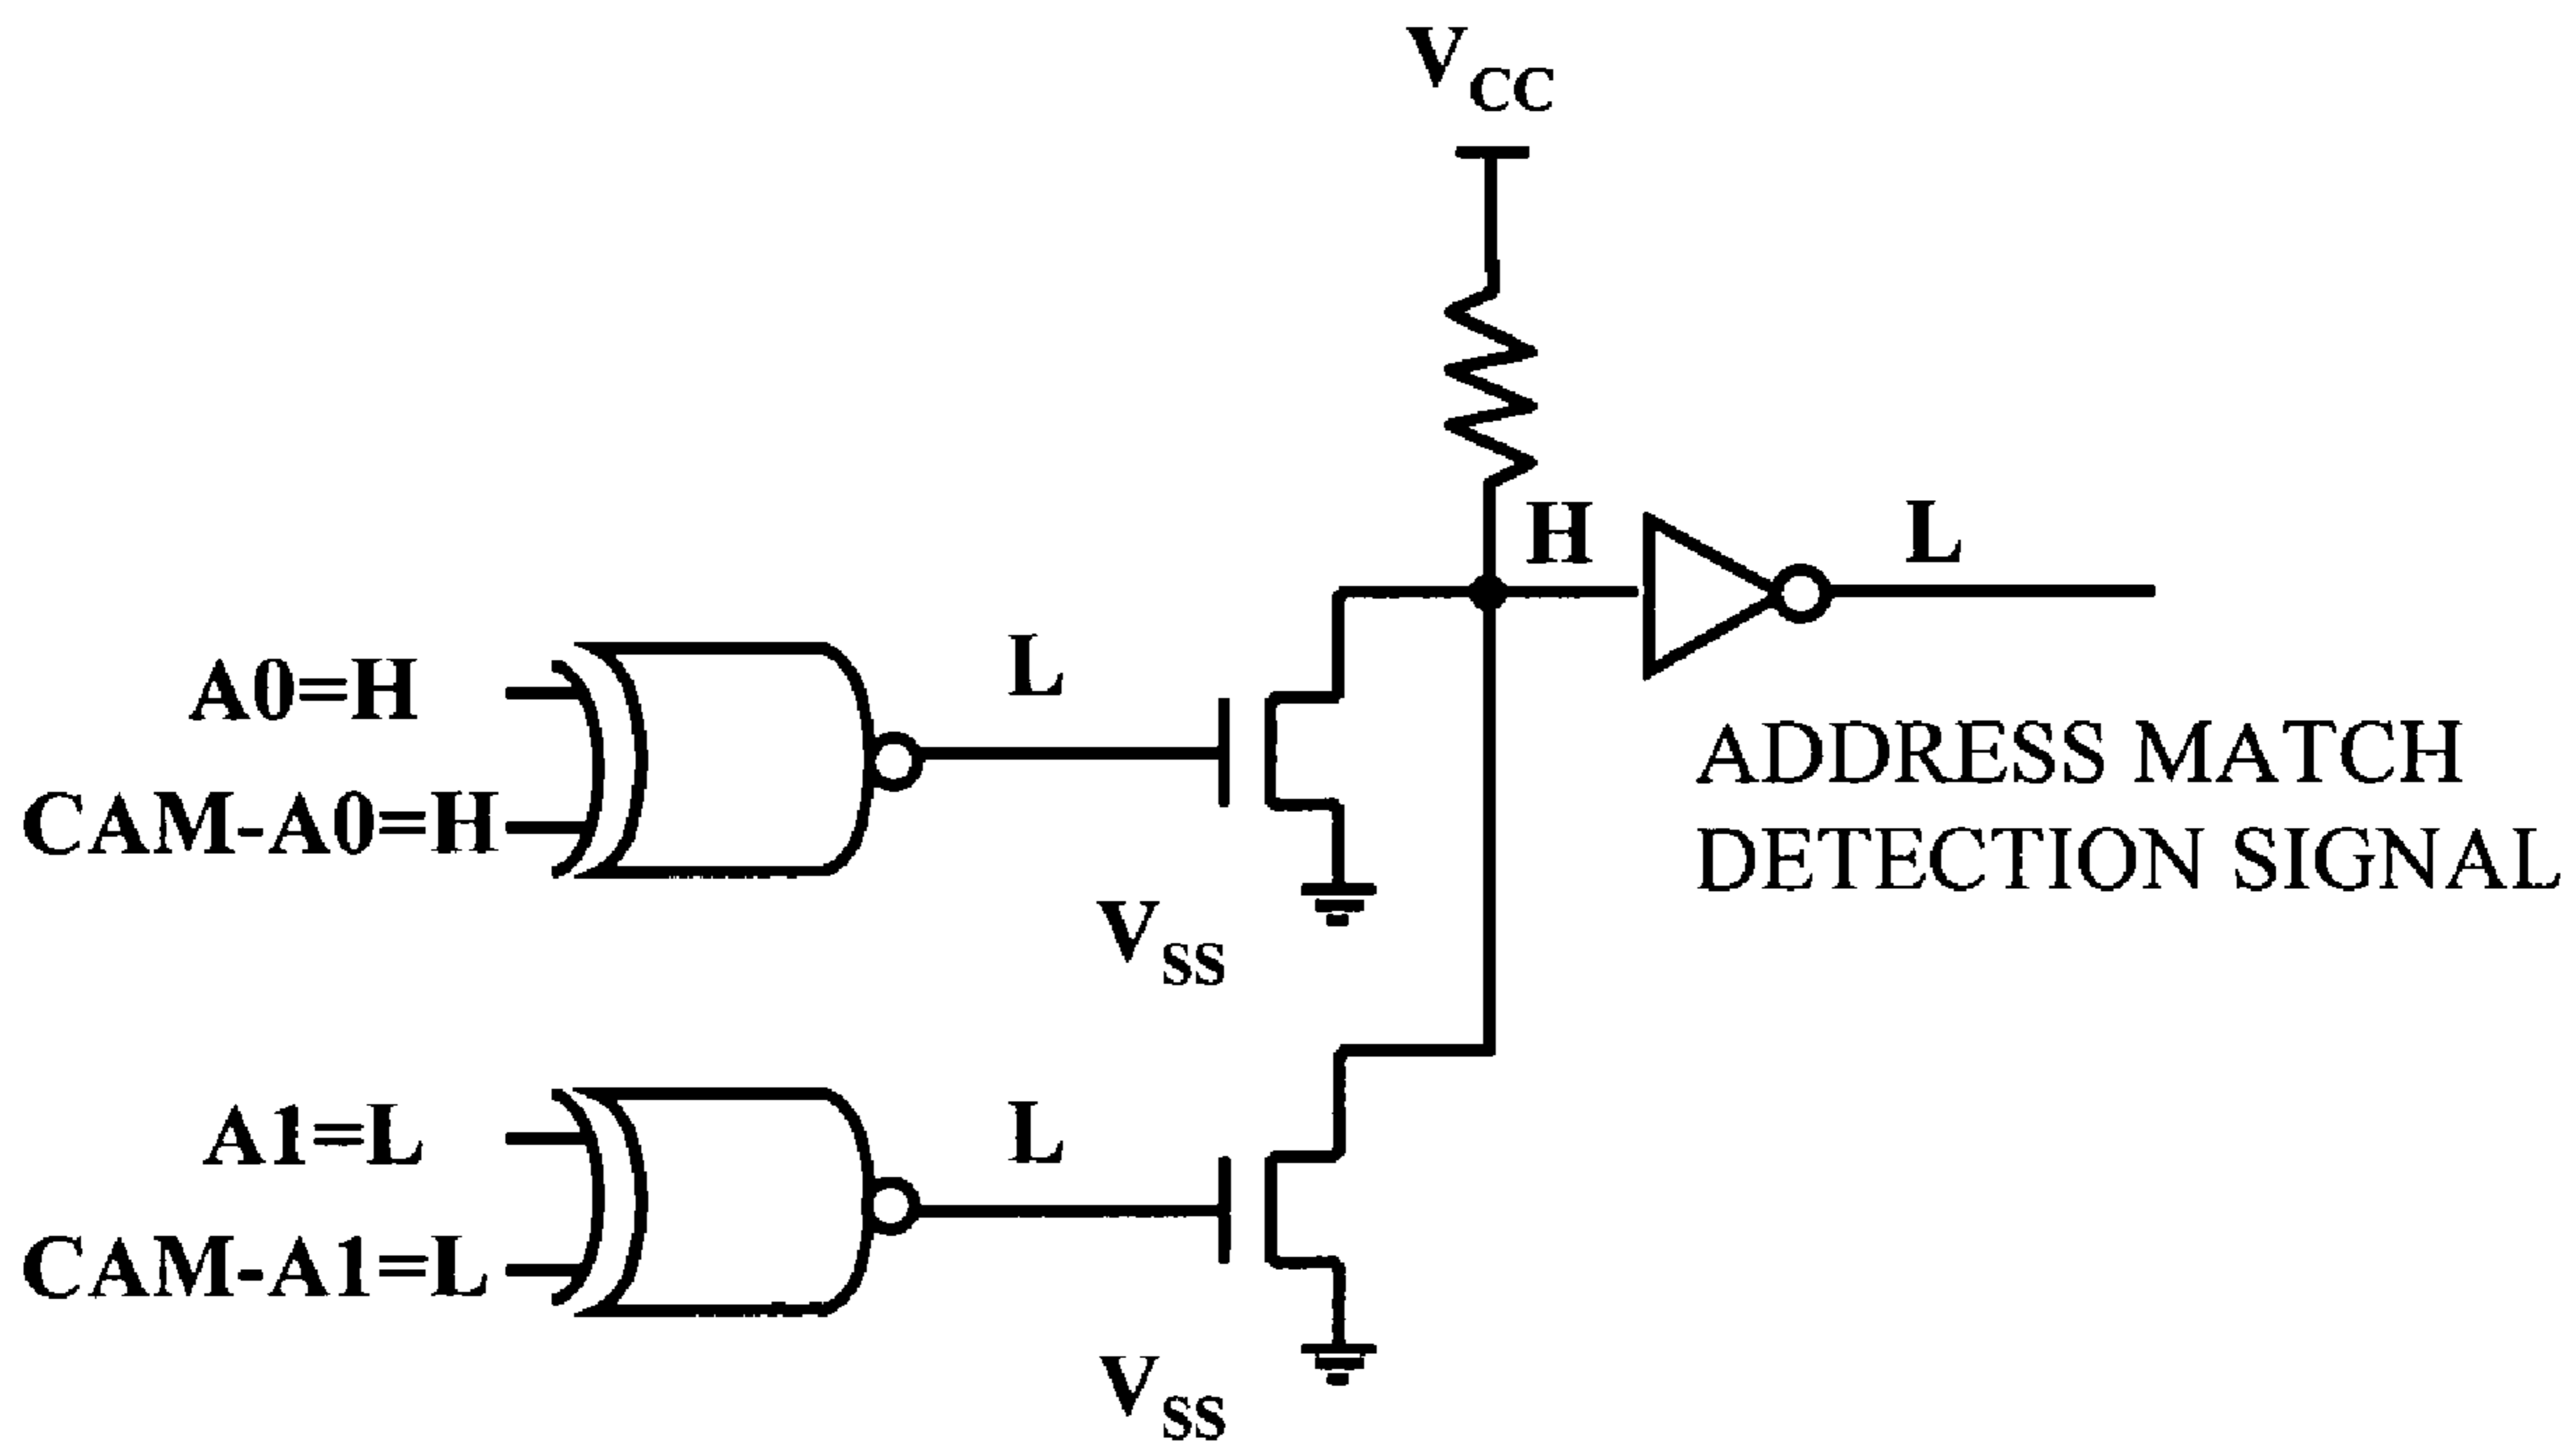 VCC
H
L
A0=H
L
CAM-A0=H
ADDRESS MATCH
DETECTION SIGNAL
VSS
A1=L
L
CAM-A1=L
VSS